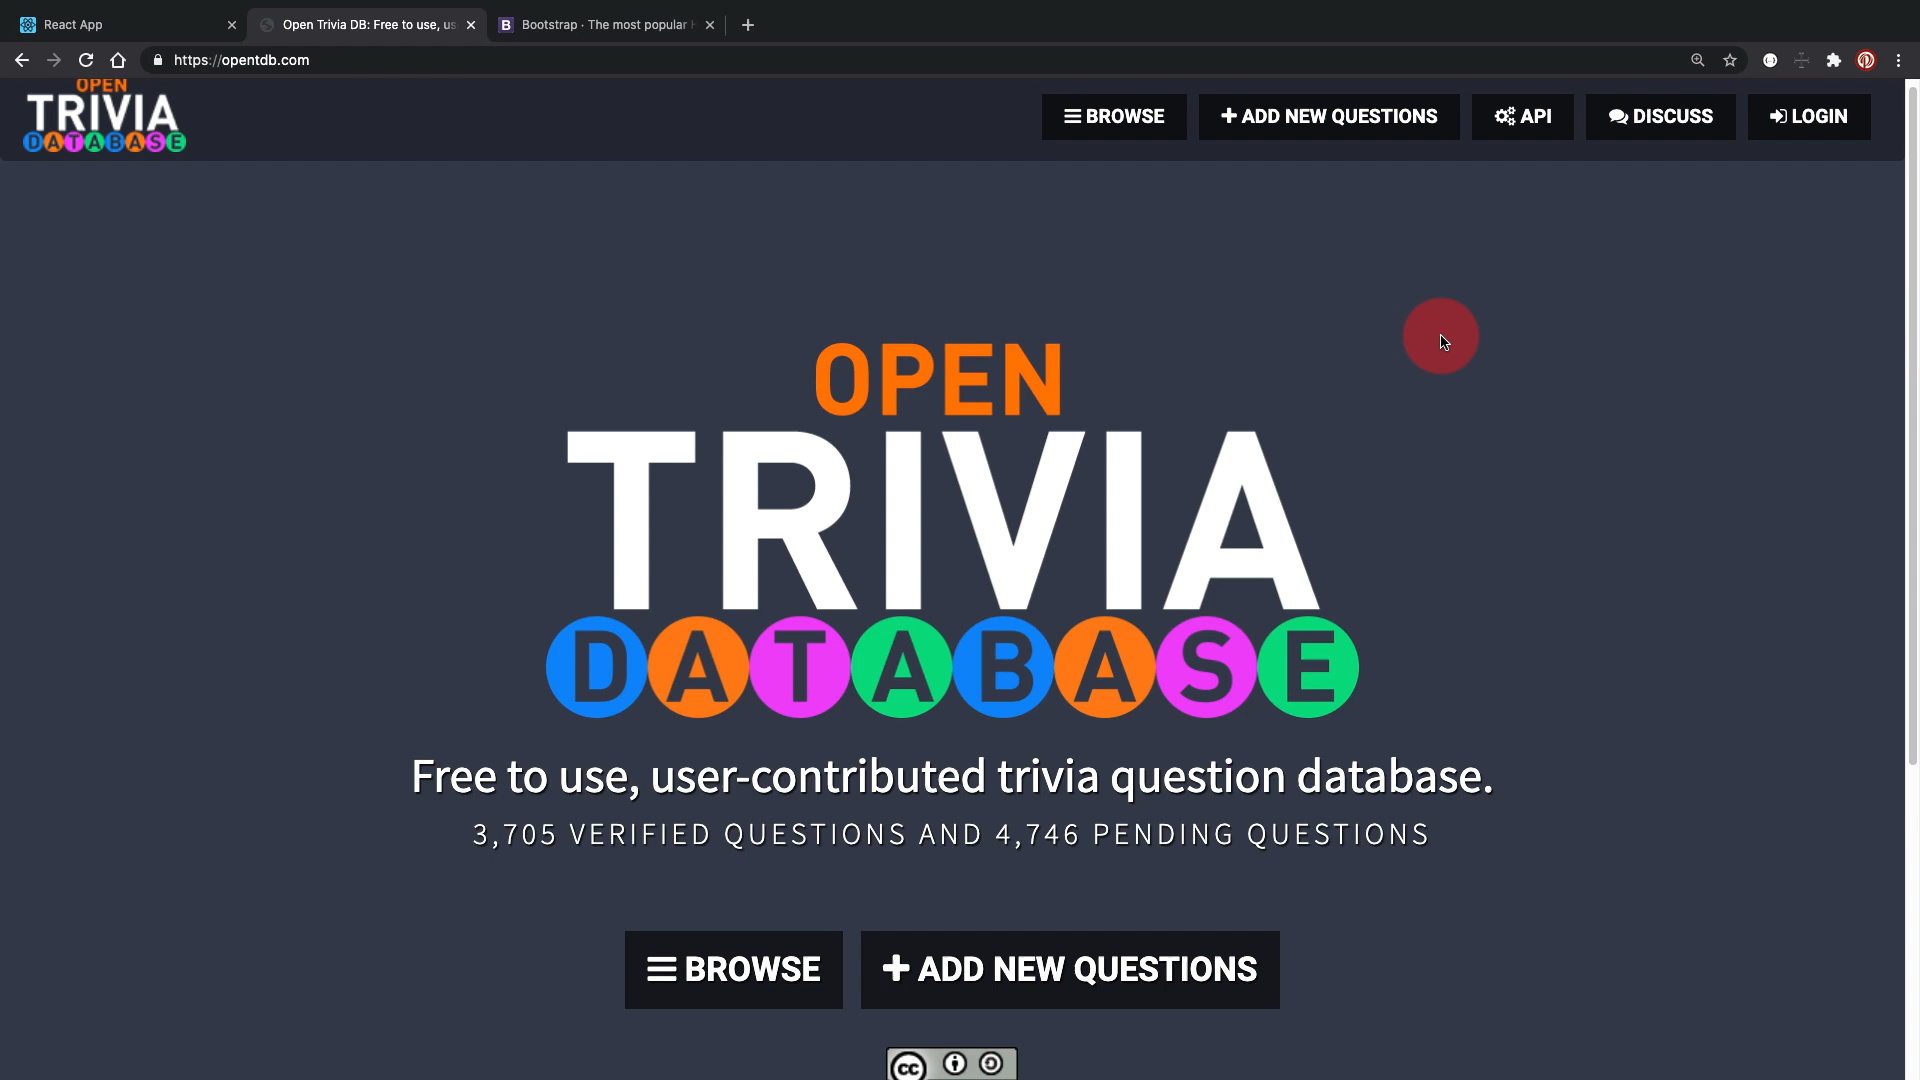 React App
Open Trivia DB: Free to use, us
Bootstrap · The most popular
https://opentdb.com
OPEN
TRIVIA
DATABASE
BROWSE
ADD NEW QUESTIONS
API
DISCUSS
LOGIN
OPEN
TRIVIA
DATABASE
Free to use, user-contributed trivia question database.
3,705 VERIFIED QUESTIONS AND 4,746 PENDING QUESTIONS
BROWSE
ADD NEW QUESTIONS
cc